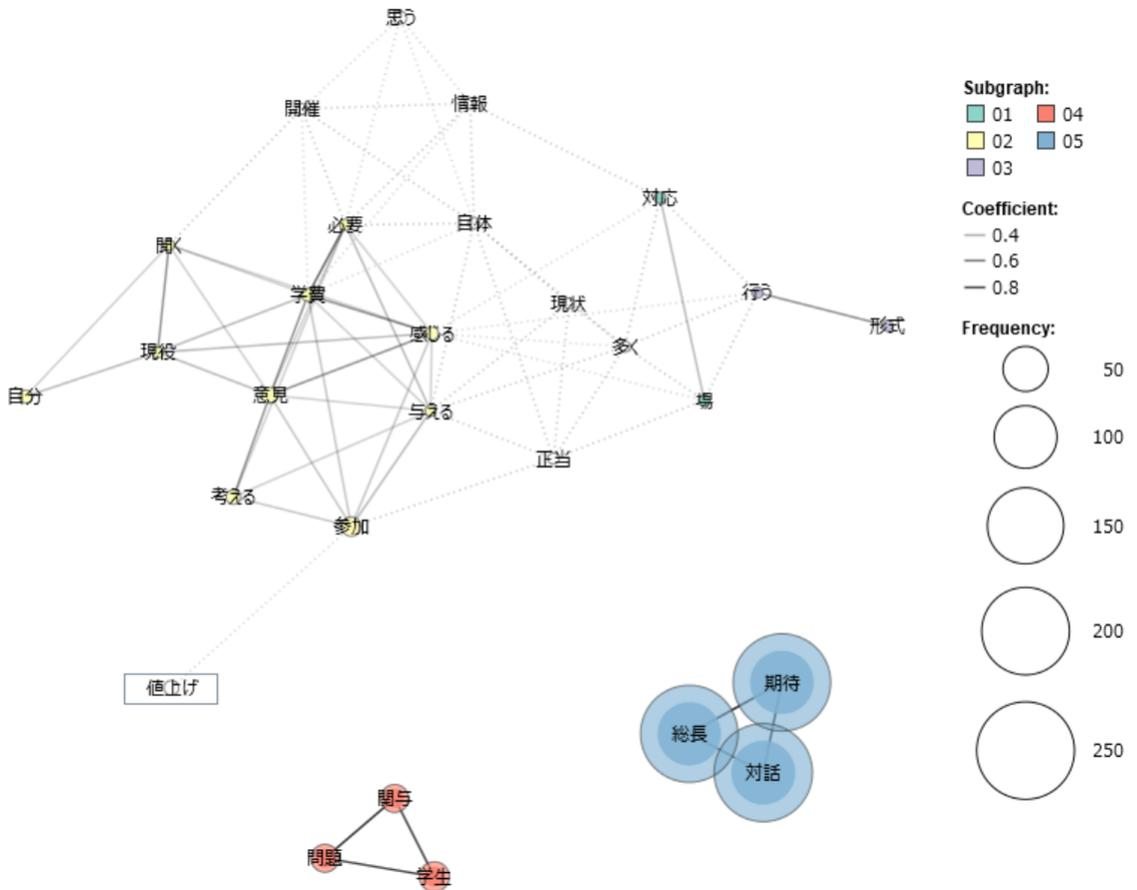 思う
開催
情報
対応
必要
自体
聞く
学費
現状
行う
形式
感じる
多く
現役
自分
意見
与える
場
正当
考える
参加
値上げ
期待
総長
対話
関与
問題
学生
Subgraph:
01 04
02 05
03
Coefficient:
0.4
0.6
0.8
Frequency:
50
100
150
200
250